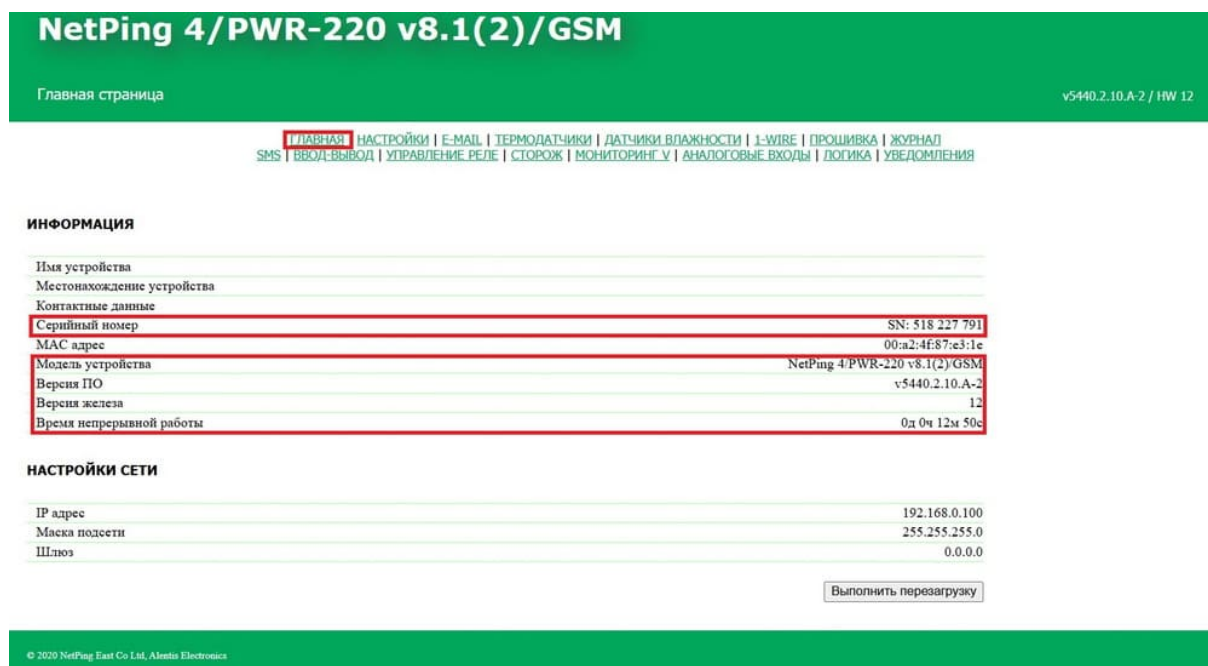 NetPing 4/PWR-220 v8.1(2)/GSM
Главная страница
v5440.2.10.A-2 / HW 12
ГЛАВНАЯ | НАСТРОЙКИ | E-MAIL | ТЕРМОДАТЧИКИ | ДАТЧИКИ ВЛАЖНОСТИ | 1-WIRE | ПРОШИВКА | ЖУРНАЛ
SMS | ВВОД-ВЫВОД | УПРАВЛЕНИЕ РЕЛЕ | СТОРОЖ | МОНИТОРИНГ V | АНАЛОГОВЫЕ ВХОДЫ | ЛОГИКА | УВЕДОМЛЕНИЯ
ИНФОРМАЦИЯ
Имя устройства
Местонахождение устройства
Контактные данные
Серийный номер SN: 518 227 791
MAC адрес 00:a2:4f:87:e3:1e
Модель устройства NetPing 4/PWR-220 v8.1(2)/GSM
Версия ПО v5440.2.10.A-2
Версия железа 12
Время непрерывной работы 0д 0ч 12м 50с
НАСТРОЙКИ СЕТИ
IP адрес 192.168.0.100
Маска подсети 255.255.255.0
Шлюз 0.0.0.0
Выполнить перезагрузку
© 2020 NetPing East Co Ltd, Alentis Electronics